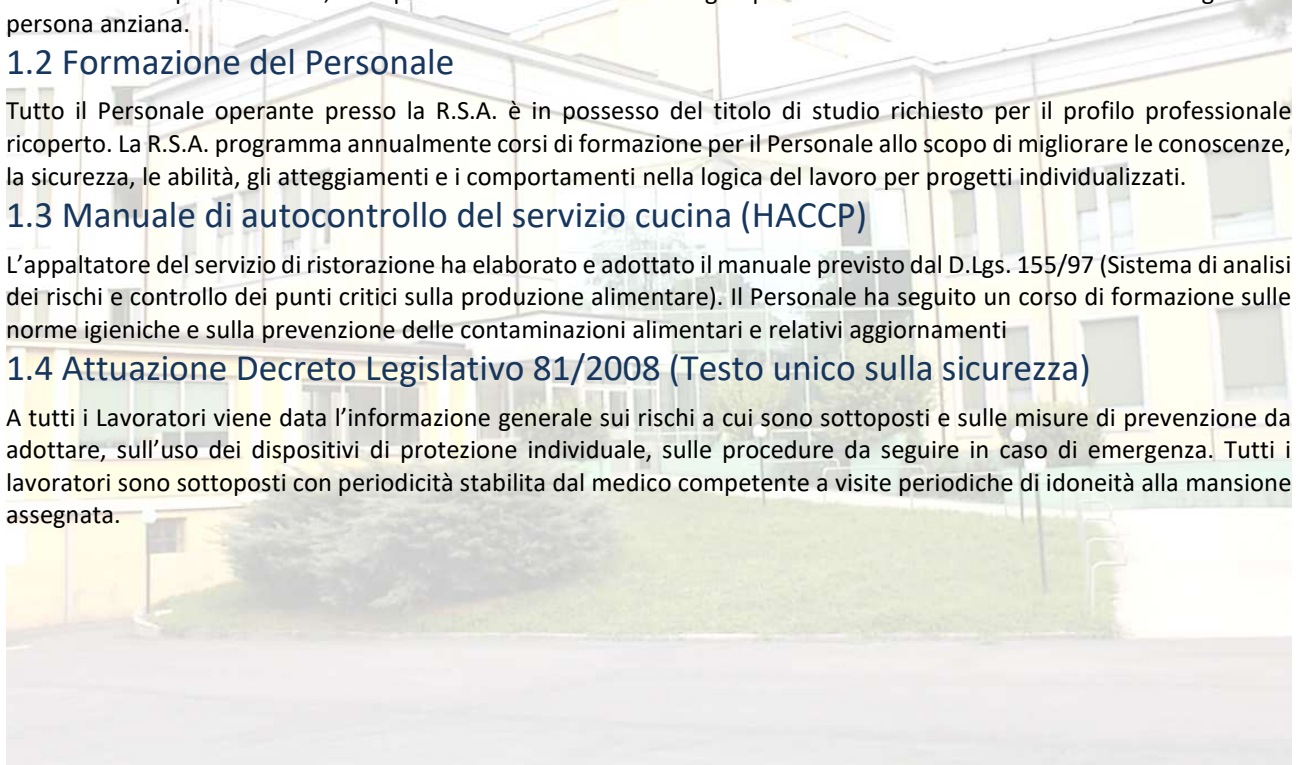 persona anziana.
1.2 Formazione del Personale
Tutto il Personale operante presso la R.S.A. è in possesso del titolo di studio richiesto per il profilo professionale
ricoperto. La R.S.A. programma annualmente corsi di formazione per il Personale allo scopo di migliorare le conoscenze,
la sicurezza, le abilità, gli atteggiamenti e i comportamenti nella logica del lavoro per progetti individualizzati.
1.3 Manuale di autocontrollo del servizio cucina (HACCP)
L’appaltatore del servizio di ristorazione ha elaborato e adottato il manuale previsto dal D.Lgs. 155/97 (Sistema di analisi
dei rischi e controllo dei punti critici sulla produzione alimentare). Il Personale ha seguito un corso di formazione sulle
norme igieniche e sulla prevenzione delle contaminazioni alimentari e relativi aggiornamenti
1.4 Attuazione Decreto Legislativo 81/2008 (Testo unico sulla sicurezza)
A tutti i Lavoratori viene data l’informazione generale sui rischi a cui sono sottoposti e sulle misure di prevenzione da
adottare, sull’uso dei dispositivi di protezione individuale, sulle procedure da seguire in caso di emergenza. Tutti i
lavoratori sono sottoposti con periodicità stabilita dal medico competente a visite periodiche di idoneità alla mansione
assegnata.